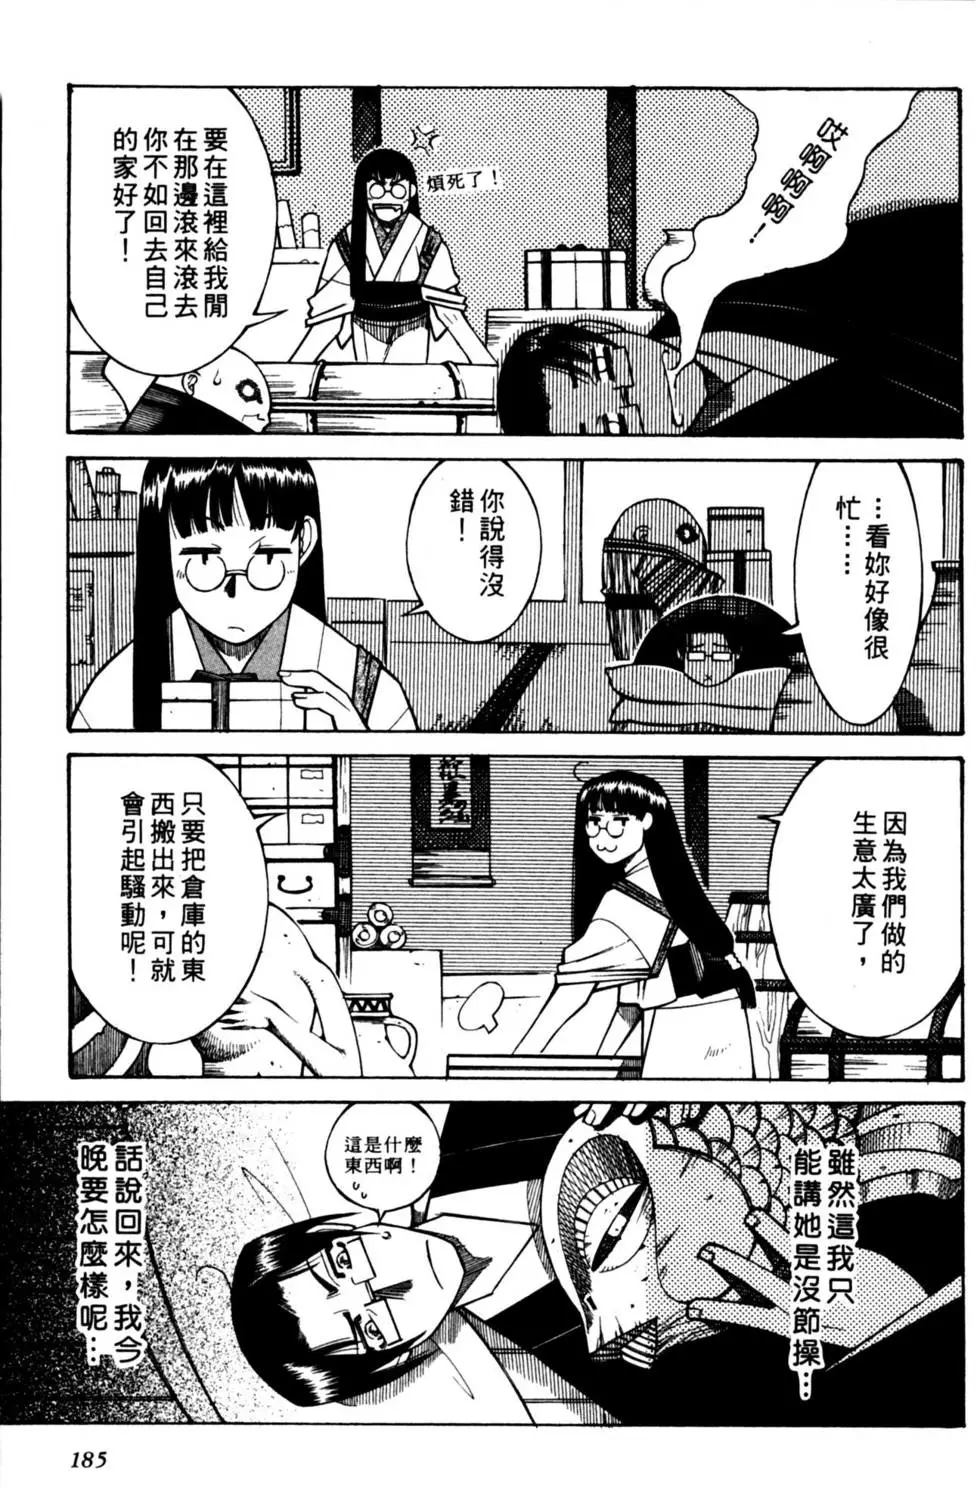 哎啊啊啊！
煩死了！
要在這裡給我閒
在那邊滾來滾去
你不如回去自己
的家好了！
…看妳好像很
忙……
你說得沒
錯！
因為我們做的
生意太廣了，
只要把倉庫的東
西搬出來，可就
會引起騷動呢！
雖然這我只
能講她是沒節操…
這是什麼
東西啊！
話說回來，我今
晚要怎麼樣呢…
185